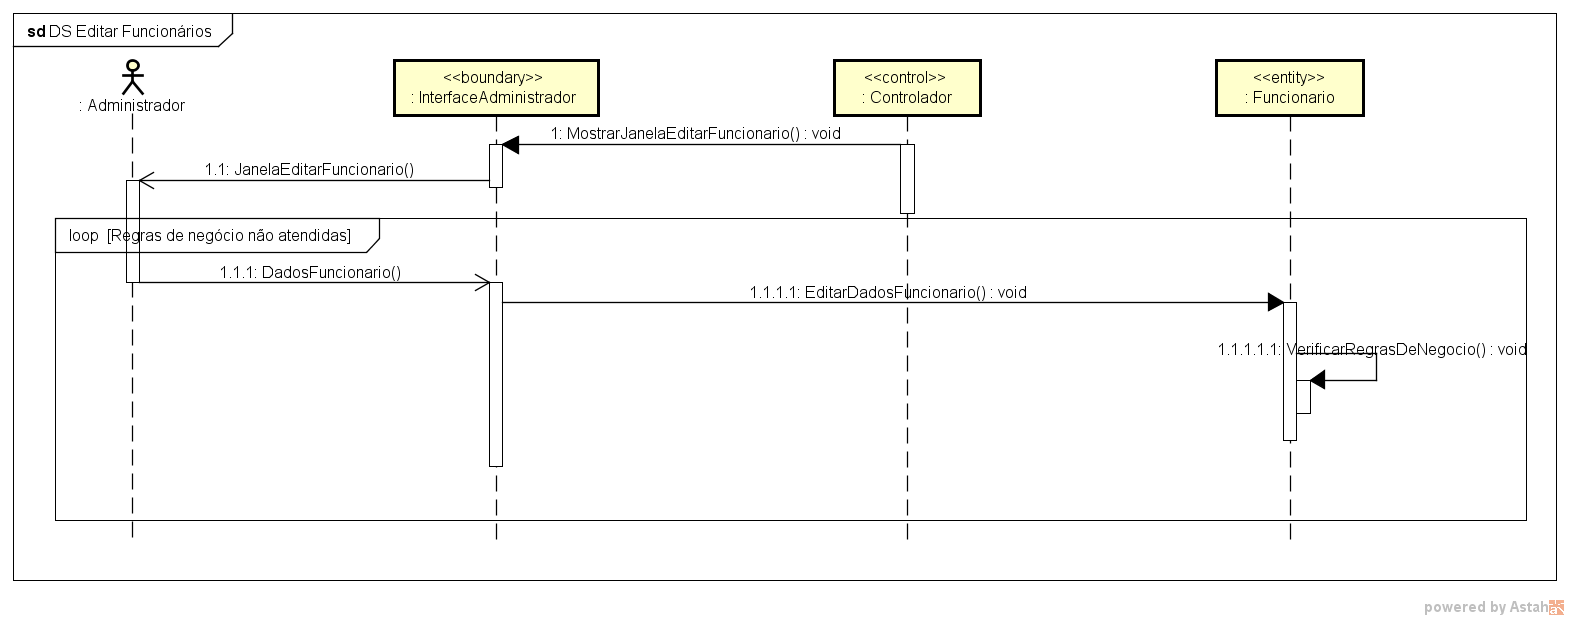 sd DS Editar Funcionários
: Administrador
<<boundary>>
: InterfaceAdministrador
<<control>>
: Controlador
<<entity>>
: Funcionario
1: MostrarJanelaEditarFuncionario() : void
1.1: JanelaEditarFuncionario()
loop [Regras de negócio não atendidas]
1.1.1: DadosFuncionario()
1.1.1.1: EditarDadosFuncionario() : void
1.1.1.1.1: VerificarRegrasDeNegocio() : void
powered by Astah